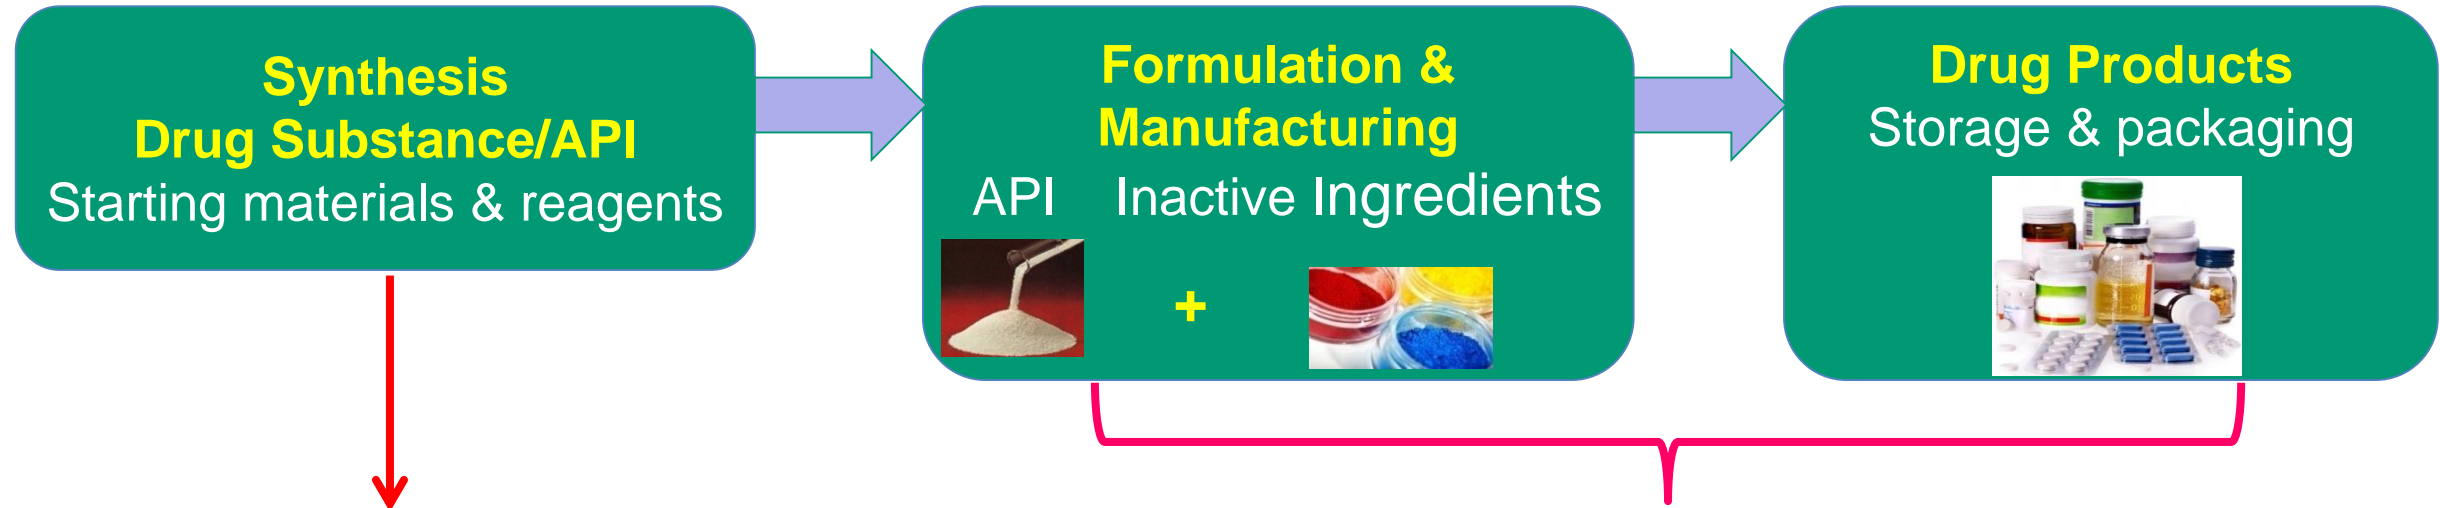 Synthesis
Drug Substance/API
Starting materials & reagents
Formulation &
Manufacturing
API Inactive Ingredients
+
Drug Products
Storage & packaging